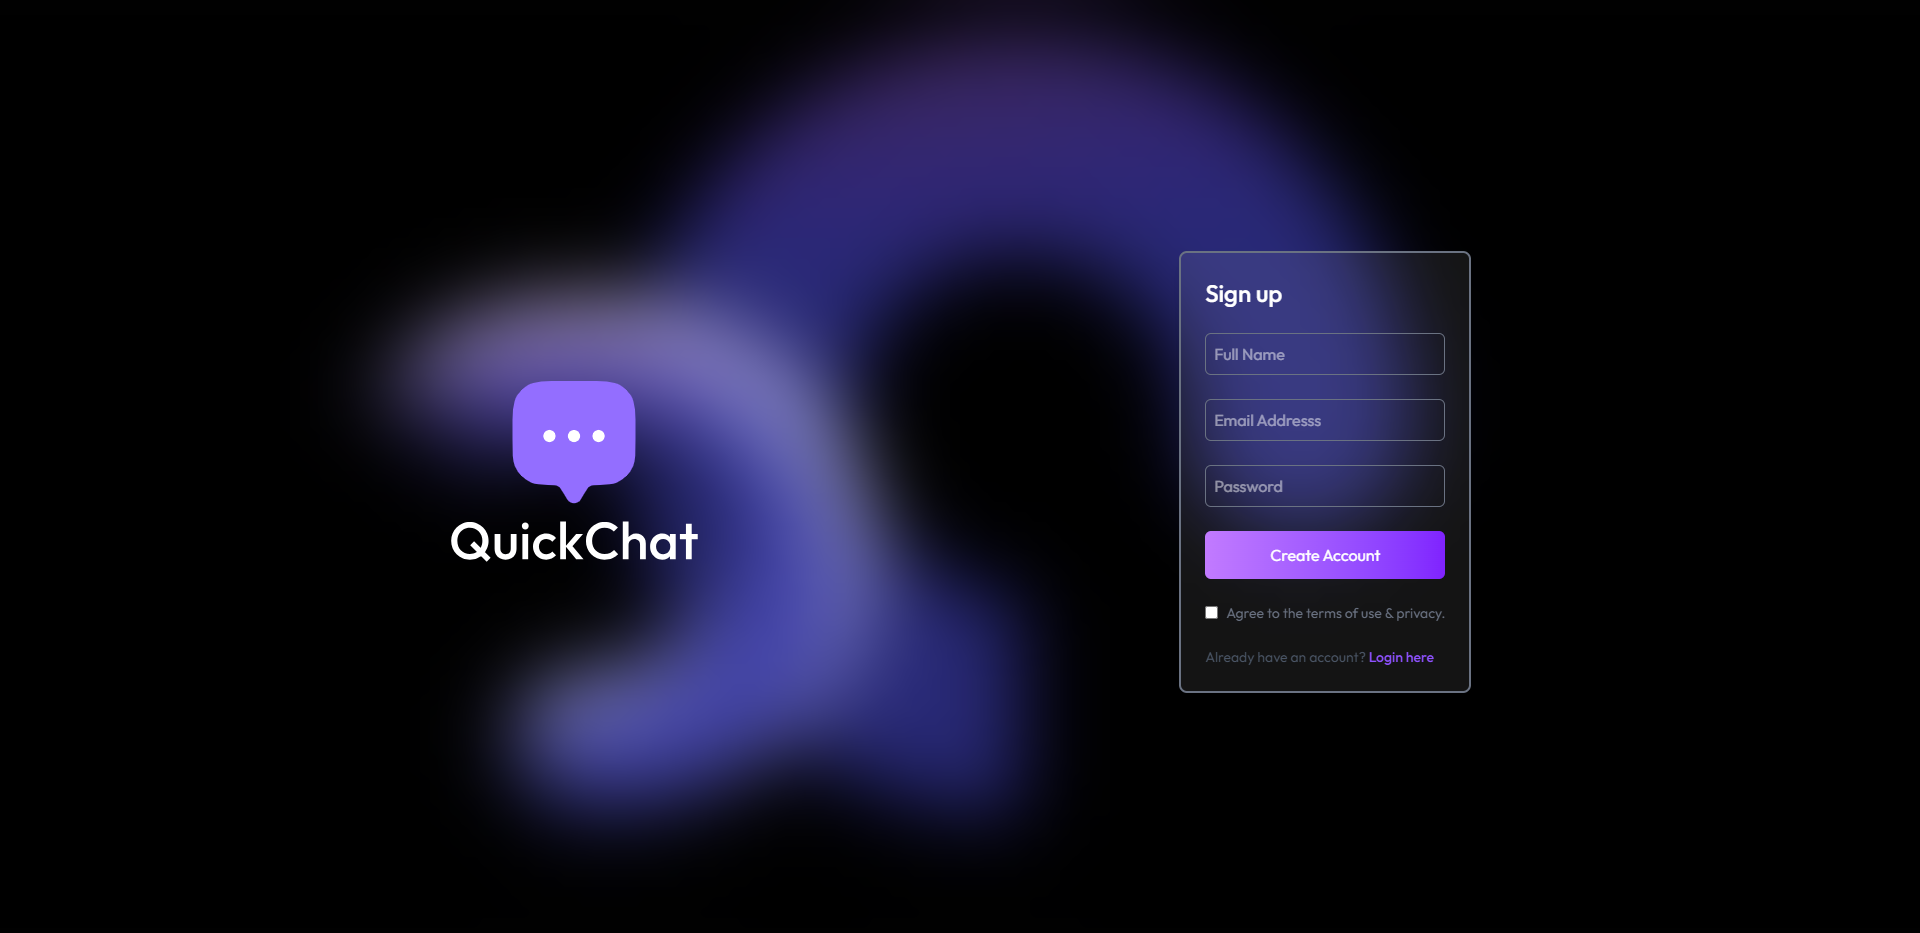 QuickChat
Sign up
Full Name
Email Addresss
Password
Create Account
Agree to the terms of use & privacy.
Already have an account? Login here